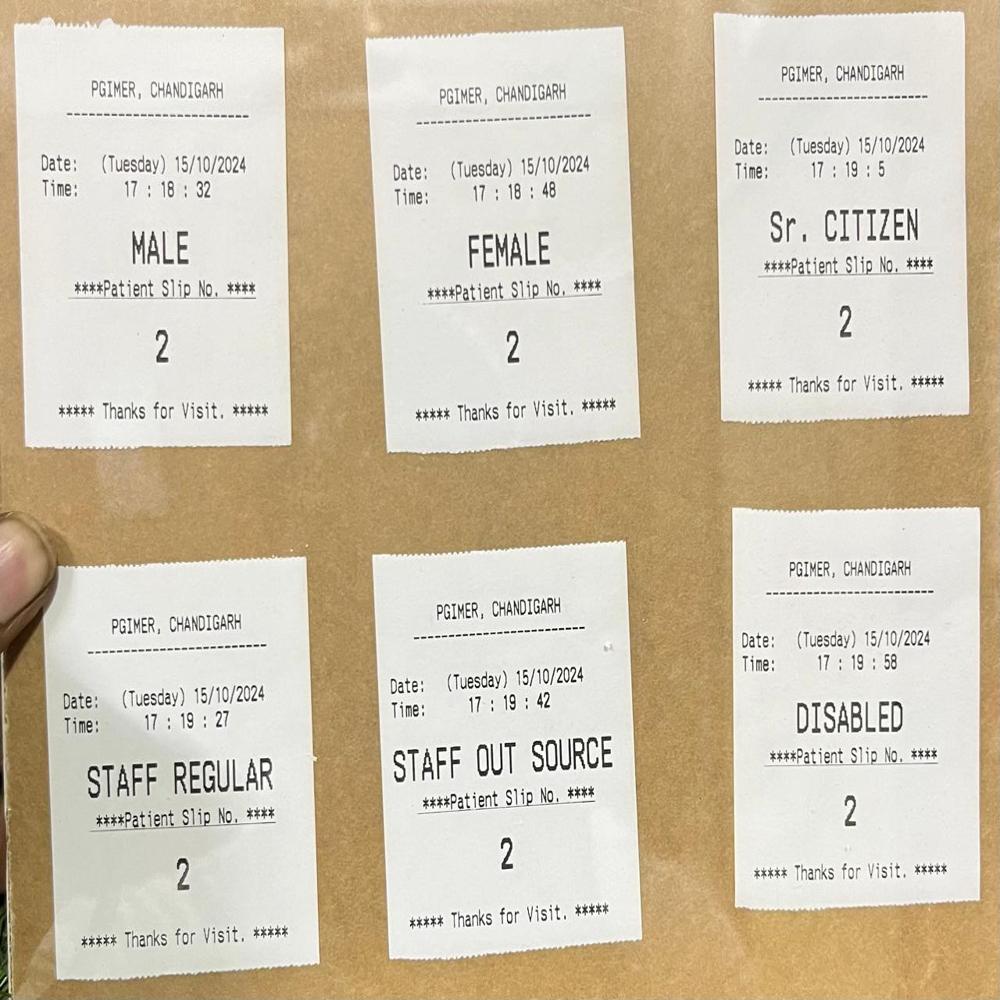 PGIMER, CHANDIGARH
--------------------------
Date: (Tuesday) 15/10/2024
Time: 17 : 18 : 32
MALE
****Patient Slip No. ****
2
***** Thanks for Visit. *****
PGIMER, CHANDIGARH
--------------------------
Date: (Tuesday) 15/10/2024
Time: 17 : 18 : 48
FEMALE
****Patient Slip No. ****
2
***** Thanks for Visit. *****
PGIMER, CHANDIGARH
--------------------------
Date: (Tuesday) 15/10/2024
Time: 17 : 19 : 5
Sr. CITIZEN
****Patient Slip No. ****
2
***** Thanks for Visit. *****
PGIMER, CHANDIGARH
--------------------------
Date: (Tuesday) 15/10/2024
Time: 17 : 19 : 27
STAFF REGULAR
****Patient Slip No. ****
2
***** Thanks for Visit. *****
PGIMER, CHANDIGARH
--------------------------
Date: (Tuesday) 15/10/2024
Time: 17 : 19 : 42
STAFF OUT SOURCE
****Patient Slip No. ****
2
***** Thanks for Visit. *****
PGIMER, CHANDIGARH
--------------------------
Date: (Tuesday) 15/10/2024
Time: 17 : 19 : 58
DISABLED
****Patient Slip No. ****
2
***** Thanks for Visit. *****